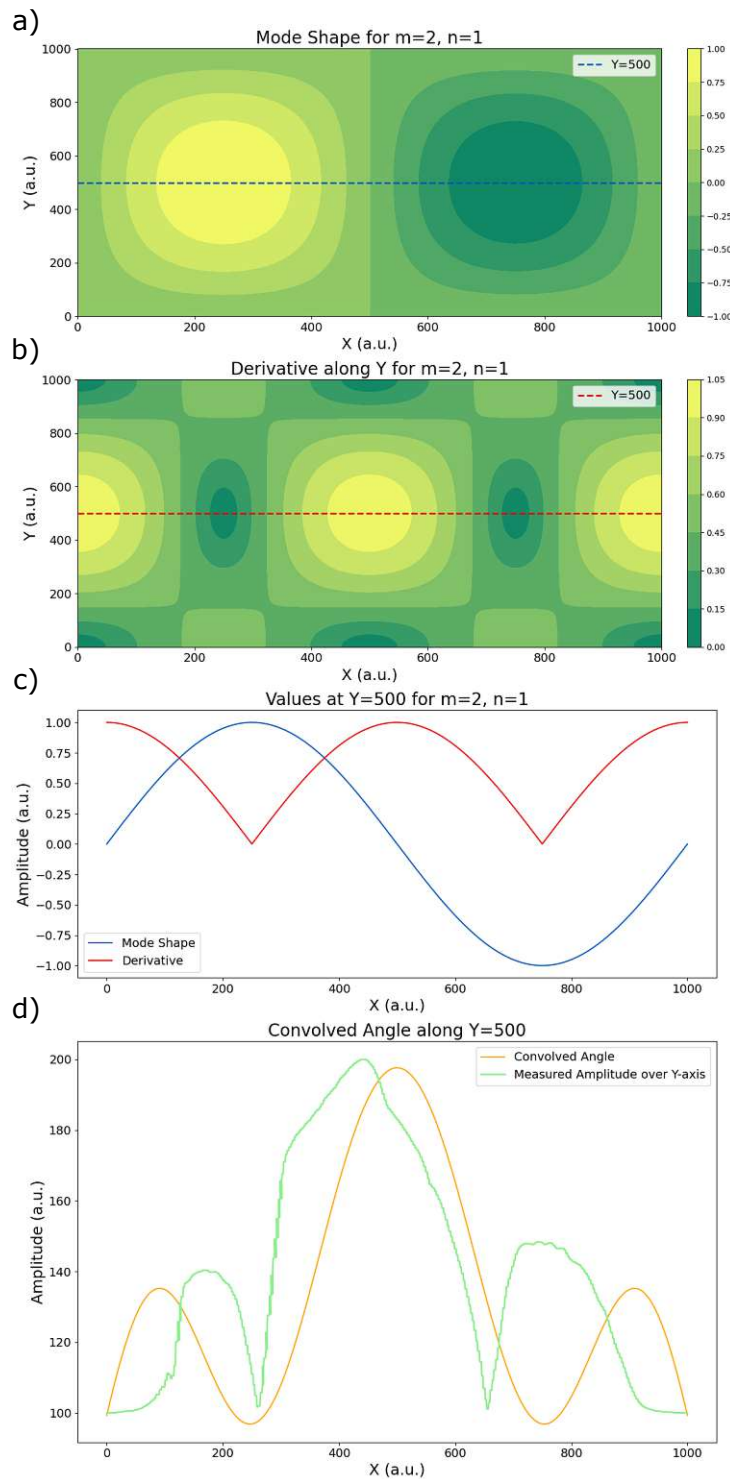 a)
Mode Shape for m=2, n=1
Y=500
1000
800
600
400
200
0
Y (a.u.)
0 200 400 600 800 1000
X (a.u.)
1.00
0.75
0.50
0.25
0.00
−0.25
−0.50
−0.75
−1.00
b)
Derivative along Y for m=2, n=1
Y=500
1000
800
600
400
200
0
Y (a.u.)
0 200 400 600 800 1000
X (a.u.)
1.05
0.90
0.75
0.60
0.45
0.30
0.15
0.00
c)
Values at Y=500 for m=2, n=1
1.00
0.75
0.50
0.25
0.00
−0.25
−0.50
−0.75
−1.00
Amplitude (a.u.)
Mode Shape
Derivative
0 200 400 600 800 1000
X (a.u.)
d)
Convolved Angle along Y=500
Convolved Angle
Measured Amplitude over Y-axis
200
180
160
140
120
100
Amplitude (a.u.)
0 200 400 600 800 1000
X (a.u.)